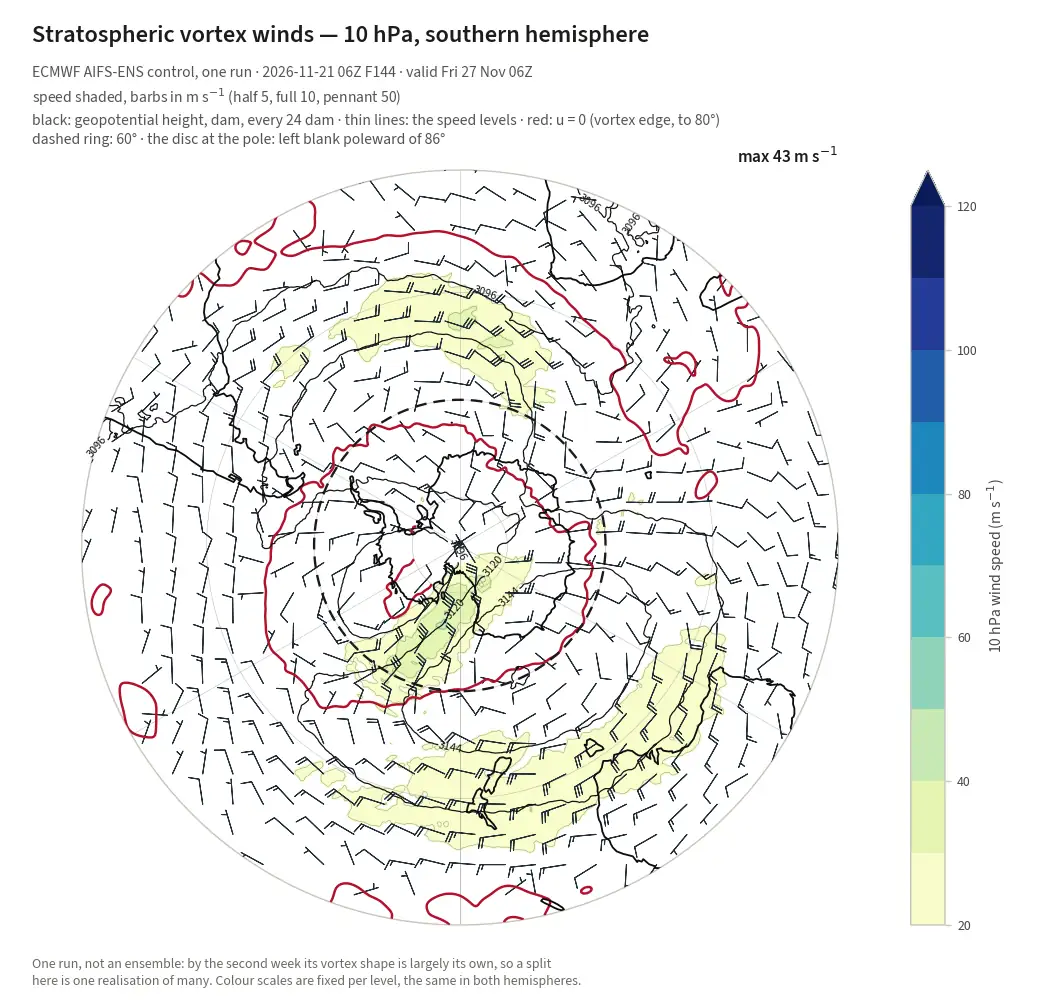 Stratospheric vortex winds — 10 hPa, southern hemisphere
ECMWF AIFS-ENS control, one run · 2026-11-21 06Z F144 · valid Fri 27 Nov 06Z
speed shaded, barbs in m s⁻¹ (half 5, full 10, pennant 50)
black: geopotential height, dam, every 24 dam · thin lines: the speed levels · red: u = 0 (vortex edge, to 80°)
dashed ring: 60° · the disc at the pole: left blank poleward of 86°
max 43 m s⁻¹
3096
3096
3096
3096
3096
3120
3144
3120
3144
120
100
80
60
40
20
10 hPa wind speed (m s⁻¹)
One run, not an ensemble: by the second week its vortex shape is largely its own, so a split
here is one realisation of many. Colour scales are fixed per level, the same in both hemispheres.